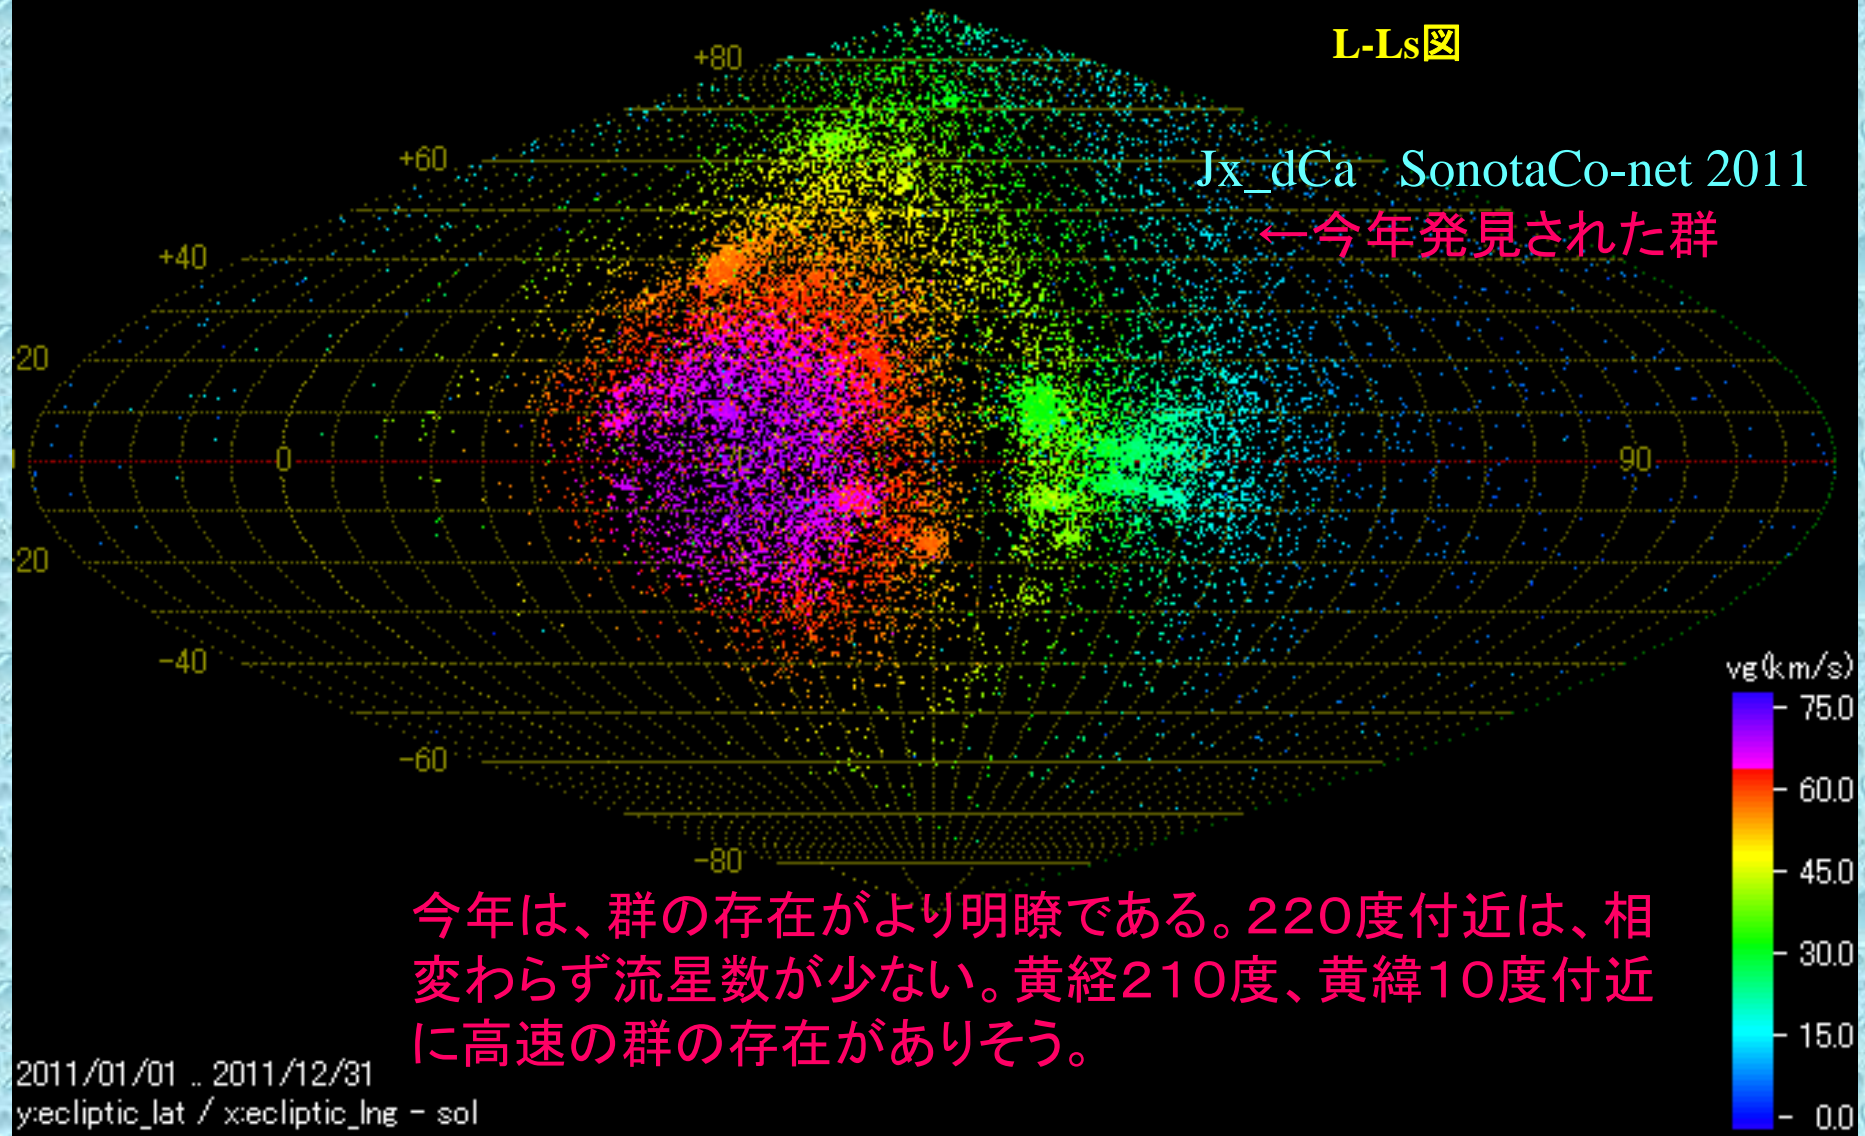 L-Ls図
+80
+60
Jx_dCa SonotaCo-net 2011
←今年発見された群
+40
20
0
90
20
-40
vg(km/s)
75.0
-60
60.0
-80
45.0
今年は、群の存在がより明瞭である。220度付近は、相
変わらず流星数が少ない。黄経210度、黄緯10度付近
に高速の群の存在がありそう。
30.0
15.0
0.0
2011/01/01 .. 2011/12/31
y:ecliptic_lat / x:ecliptic_lng - sol